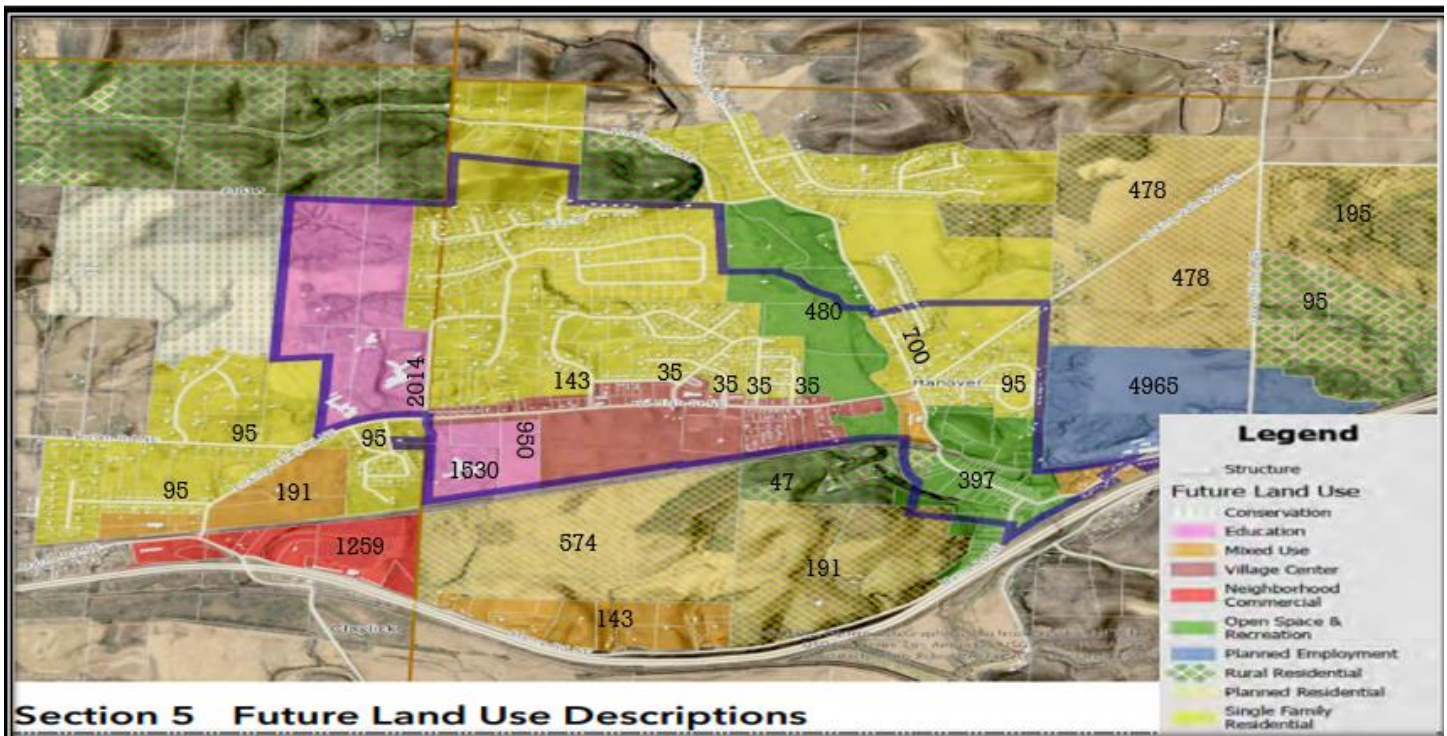 478
195
478
95
480
700
2014
143
35
35
35
35
Hanover
95
4965
95
95
950
1530
95
191
47
397
1259
574
191
143
Section 5 Future Land Use Descriptions
Legend
Structure
Future Land Use
Conservation
Education
Mixed Use
Village Center
Neighborhood
Commercial
Open Space &
Recreation
Planned Employment
Rural Residential
Planned Residential
Single Family
Residential